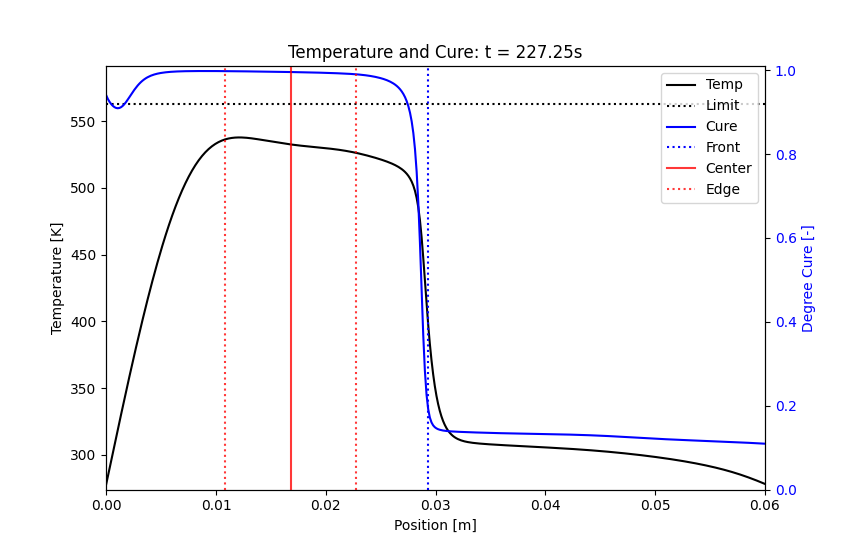 Temperature and Cure: t = 227.25s
Temperature [K]
550
500
450
400
350
300
Temp
Limit
Cure
Front
Center
Edge
1.0
0.8
0.6
0.4
0.2
0.0
Degree Cure [-]
0.00 0.01 0.02 0.03 0.04 0.05 0.06
Position [m]